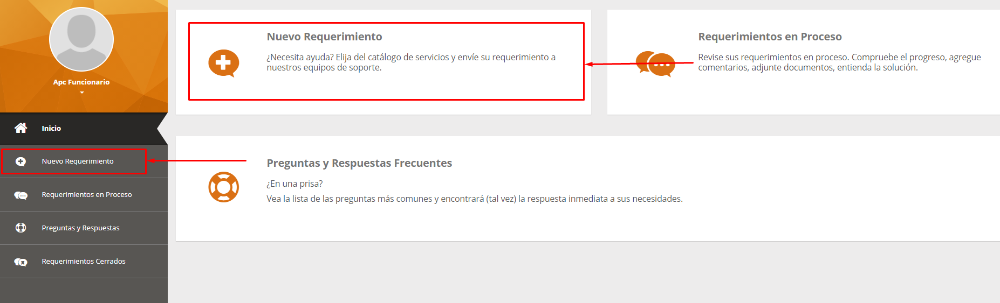 Apc Funcionario
Inicio
Nuevo Requerimiento
Requerimientos en Proceso
Preguntas y Respuestas
Requerimientos Cerrados
Nuevo Requerimiento
¿Necesita ayuda? Elija del catálogo de servicios y envíe su requerimiento a
nuestros equipos de soporte.
Requerimientos en Proceso
Revise sus requerimientos en proceso. Compruebe el progreso, agregue
comentarios, adjunte documentos, entienda la solución.
Preguntas y Respuestas Frecuentes
¿En una prisa?
Vea la lista de las preguntas más comunes y encontrará (tal vez) la respuesta inmediata a sus necesidades.